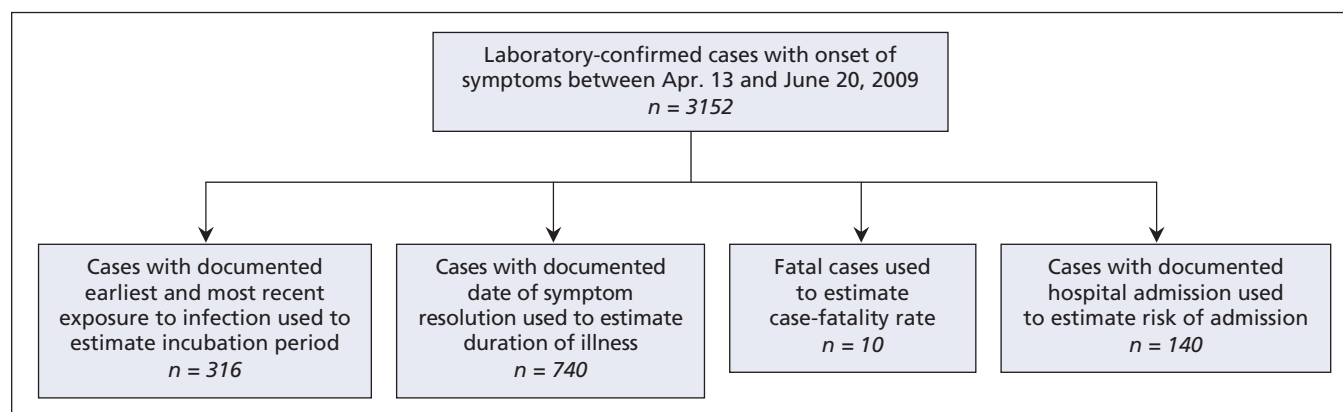 Laboratory-confirmed cases with onset of
symptoms between Apr. 13 and June 20, 2009
n = 3152
Cases with documented
earliest and most recent
exposure to infection used to
estimate incubation period
n = 316
Cases with documented
date of symptom
resolution used to estimate
duration of illness
n = 740
Fatal cases used
to estimate
case-fatality rate
n = 10
Cases with documented
hospital admission used
to estimate risk of admission
n = 140